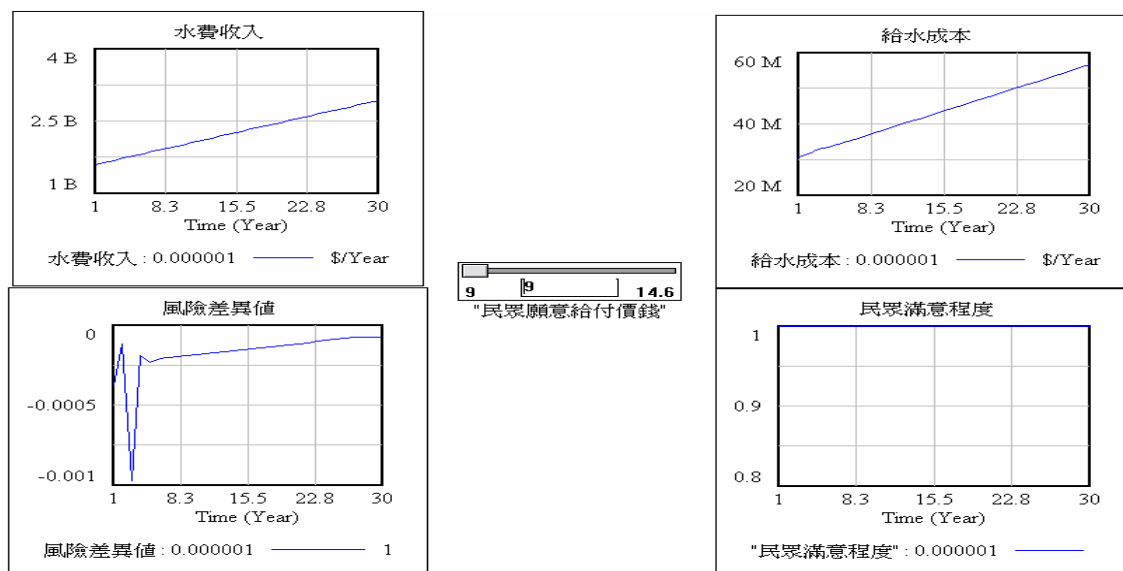 水費收入
4 B
2.5 B
1 B
1 8.3 15.5 22.8 30
Time (Year)
水費收入 : 0.000001 $/Year
給水成本
60 M
40 M
20 M
1 8.3 15.5 22.8 30
Time (Year)
給水成本 : 0.000001 $/Year
9 9 14.6
"民眾願意給付價錢"
風險差異値
0
-0.0005
-0.001
1 8.3 15.5 22.8 30
Time (Year)
風險差異値 : 0.000001 1
民眾滿意程度
1
0.9
0.8
1 8.3 15.5 22.8 30
Time (Year)
"民眾滿意程度" : 0.000001